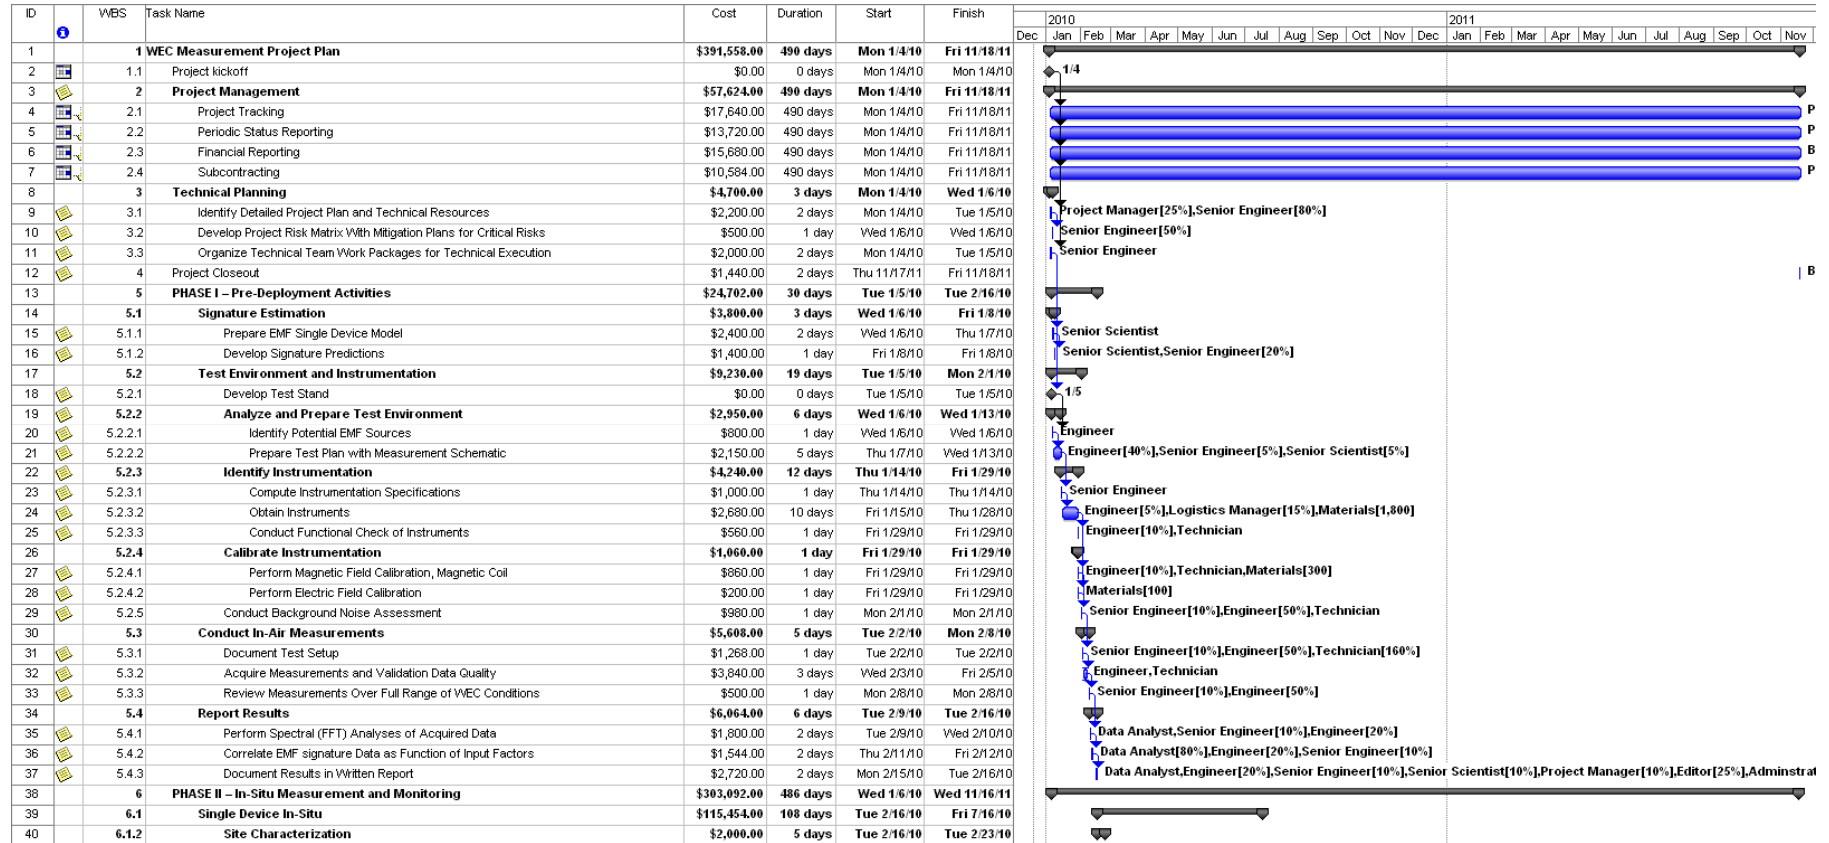 ID WBS Task Name Cost Duration Start Finish 2010 2011
Dec Jan Feb Mar Apr May Jun Jul Aug Sep Oct Nov Dec Jan Feb Mar Apr May Jun Jul Aug Sep Oct Nov
1 1 WEC Measurement Project Plan $391,558.00 490 days Mon 1/4/10 Fri 11/18/11
2 1.1 Project kickoff $0.00 0 days Mon 1/4/10 Mon 1/4/10 1/4
3 2 Project Management $57,624.00 490 days Mon 1/4/10 Fri 11/18/11
4 2.1 Project Tracking $17,640.00 490 days Mon 1/4/10 Fri 11/18/11 P
5 2.2 Periodic Status Reporting $13,720.00 490 days Mon 1/4/10 Fri 11/18/11 P
6 2.3 Financial Reporting $15,680.00 490 days Mon 1/4/10 Fri 11/18/11 B
7 2.4 Subcontracting $10,584.00 490 days Mon 1/4/10 Fri 11/18/11 P
8 3 Technical Planning $4,700.00 3 days Mon 1/4/10 Wed 1/6/10
9 3.1 Identify Detailed Project Plan and Technical Resources $2,200.00 2 days Mon 1/4/10 Tue 1/5/10 Project Manager[25%],Senior Engineer[80%]
10 3.2 Develop Project Risk Matrix With Mitigation Plans for Critical Risks $500.00 1 day Wed 1/6/10 Wed 1/6/10 Senior Engineer[50%]
11 3.3 Organize Technical Team Work Packages for Technical Execution $2,000.00 2 days Mon 1/4/10 Tue 1/5/10 Senior Engineer
12 4 Project Closeout $1,440.00 2 days Thu 11/17/11 Fri 11/18/11 B
13 5 PHASE I – Pre-Deployment Activities $24,702.00 30 days Tue 1/5/10 Tue 2/16/10
14 5.1 Signature Estimation $3,800.00 3 days Wed 1/6/10 Fri 1/8/10
15 5.1.1 Prepare EMF Single Device Model $2,400.00 2 days Wed 1/6/10 Thu 1/7/10 Senior Scientist
16 5.1.2 Develop Signature Predictions $1,400.00 1 day Fri 1/8/10 Fri 1/8/10 Senior Scientist,Senior Engineer[20%]
17 5.2 Test Environment and Instrumentation $9,230.00 19 days Tue 1/5/10 Mon 2/1/10
18 5.2.1 Develop Test Stand $0.00 0 days Tue 1/5/10 Tue 1/5/10 1/5
19 5.2.2 Analyze and Prepare Test Environment $2,950.00 6 days Wed 1/6/10 Wed 1/13/10
20 5.2.2.1 Identify Potential EMF Sources $800.00 1 day Wed 1/6/10 Wed 1/6/10 Engineer
21 5.2.2.2 Prepare Test Plan with Measurement Schematic $2,150.00 5 days Thu 1/7/10 Wed 1/13/10 Engineer[40%],Senior Engineer[5%],Senior Scientist[5%]
22 5.2.3 Identify Instrumentation $4,240.00 12 days Thu 1/14/10 Fri 1/29/10
23 5.2.3.1 Compute Instrumentation Specifications $1,000.00 1 day Thu 1/14/10 Thu 1/14/10 Senior Engineer
24 5.2.3.2 Obtain Instruments $2,680.00 10 days Fri 1/15/10 Thu 1/28/10 Engineer[5%],Logistics Manager[15%],Materials[1,800]
25 5.2.3.3 Conduct Functional Check of Instruments $560.00 1 day Fri 1/29/10 Fri 1/29/10 Engineer[10%],Technician
26 5.2.4 Calibrate Instrumentation $1,060.00 1 day Fri 1/29/10 Fri 1/29/10
27 5.2.4.1 Perform Magnetic Field Calibration, Magnetic Coil $860.00 1 day Fri 1/29/10 Fri 1/29/10 Engineer[10%],Technician,Materials[300]
28 5.2.4.2 Perform Electric Field Calibration $200.00 1 day Fri 1/29/10 Fri 1/29/10 Materials[100]
29 5.2.5 Conduct Background Noise Assessment $980.00 1 day Mon 2/1/10 Mon 2/1/10 Senior Engineer[10%],Engineer[50%],Technician
30 5.3 Conduct In-Air Measurements $5,608.00 5 days Tue 2/2/10 Mon 2/8/10
31 5.3.1 Document Test Setup $1,268.00 1 day Tue 2/2/10 Tue 2/2/10 Senior Engineer[10%],Engineer[50%],Technician[160%]
32 5.3.2 Acquire Measurements and Validation Data Quality $3,840.00 3 days Wed 2/3/10 Fri 2/5/10 Engineer,Technician
33 5.3.3 Review Measurements Over Full Range of WEC Conditions $500.00 1 day Mon 2/8/10 Mon 2/8/10 Senior Engineer[10%],Engineer[50%]
34 5.4 Report Results $6,064.00 6 days Tue 2/9/10 Tue 2/16/10
35 5.4.1 Perform Spectral (FFT) Analyses of Acquired Data $1,800.00 2 days Tue 2/9/10 Wed 2/10/10 Data Analyst,Senior Engineer[10%],Engineer[20%]
36 5.4.2 Correlate EMF signature Data as Function of Input Factors $1,544.00 2 days Thu 2/11/10 Fri 2/12/10 Data Analyst[80%],Engineer[20%],Senior Engineer[10%]
37 5.4.3 Document Results in Written Report $2,720.00 2 days Mon 2/15/10 Tue 2/16/10 Data Analyst,Engineer[20%],Senior Engineer[10%],Senior Scientist[10%],Project Manager[10%],Editor[25%],Adminstrat
38 6 PHASE II – In-Situ Measurement and Monitoring $303,092.00 486 days Wed 1/6/10 Wed 11/16/11
39 6.1 Single Device In-Situ $115,454.00 108 days Tue 2/16/10 Fri 7/16/10
40 6.1.2 Site Characterization $2,000.00 5 days Tue 2/16/10 Tue 2/23/10